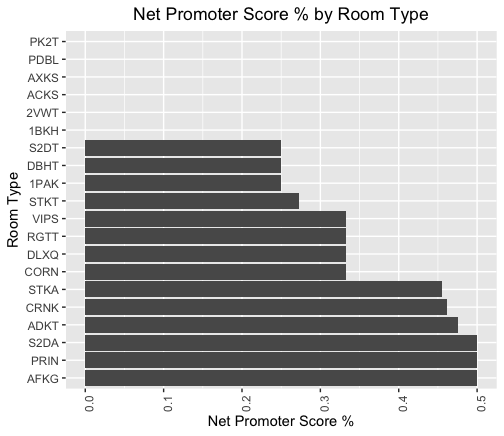 Net Promoter Score % by Room Type
Room Type
PK2T
PDBL
AXKS
ACKS
2VWT
1BKH
S2DT
DBHT
1PAK
STKT
VIPS
RGTT
DLXQ
CORN
STKA
CRNK
ADKT
S2DA
PRIN
AFKG
0.0
0.1
0.2
0.3
0.4
0.5
Net Promoter Score %